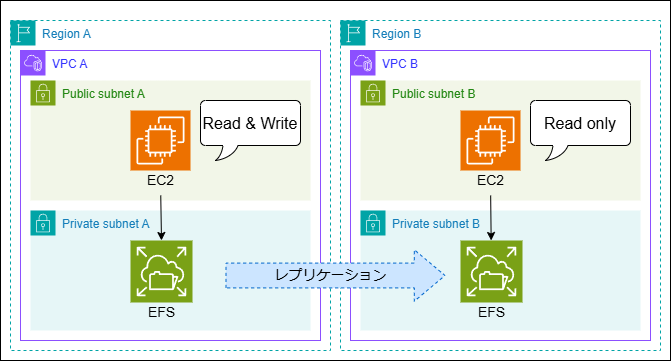 Region A
VPC A
Public subnet A
Read & Write
EC2
Private subnet A
EFS
レプリケーション
Region B
VPC B
Public subnet B
Read only
EC2
Private subnet B
EFS